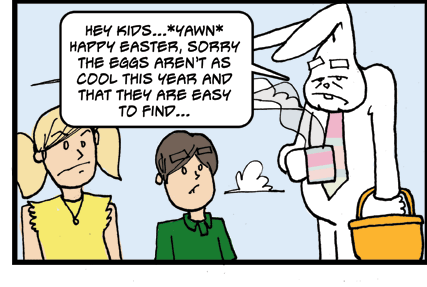 HEY KIDS...*YAWN*
HAPPY EASTER, SORRY
THE EGGS AREN'T AS
COOL THIS YEAR AND
THAT THEY ARE EASY
TO FIND...